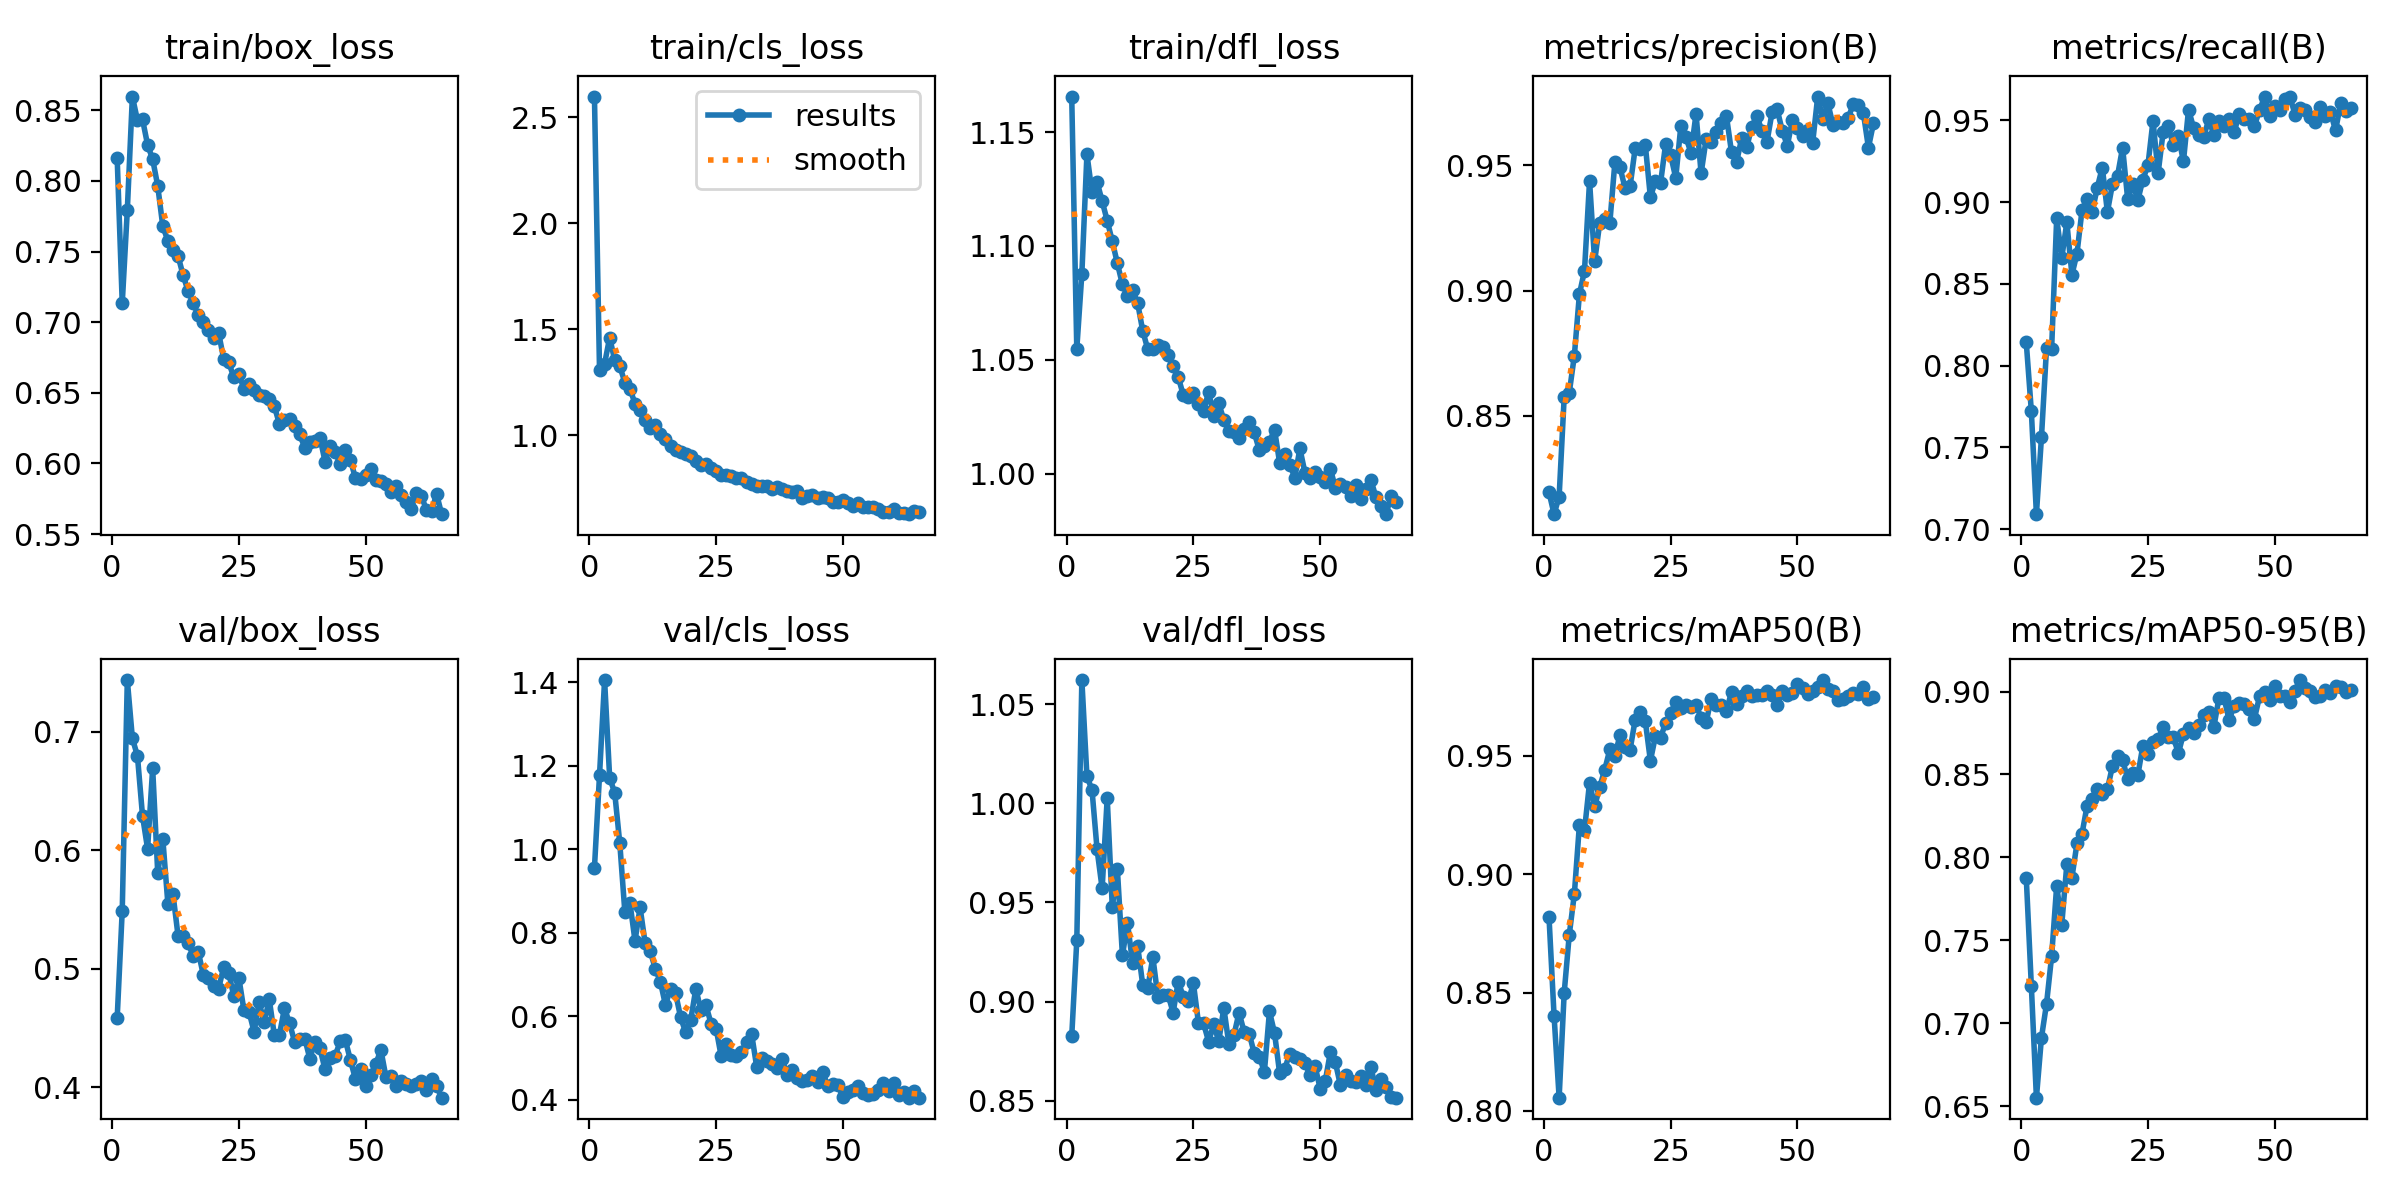 train/box_loss
0.85
0.80
0.75
0.70
0.65
0.60
0.55
0 25 50
train/cls_loss
results
smooth
2.5
2.0
1.5
1.0
0 25 50
train/dfl_loss
1.15
1.10
1.05
1.00
0 25 50
metrics/precision(B)
0.95
0.90
0.85
0 25 50
metrics/recall(B)
0.95
0.90
0.85
0.80
0.75
0.70
0 25 50
val/box_loss
0.7
0.6
0.5
0.4
0 25 50
val/cls_loss
1.4
1.2
1.0
0.8
0.6
0.4
0 25 50
val/dfl_loss
1.05
1.00
0.95
0.90
0.85
0 25 50
metrics/mAP50(B)
0.95
0.90
0.85
0.80
0 25 50
metrics/mAP50-95(B)
0.90
0.85
0.80
0.75
0.70
0.65
0 25 50